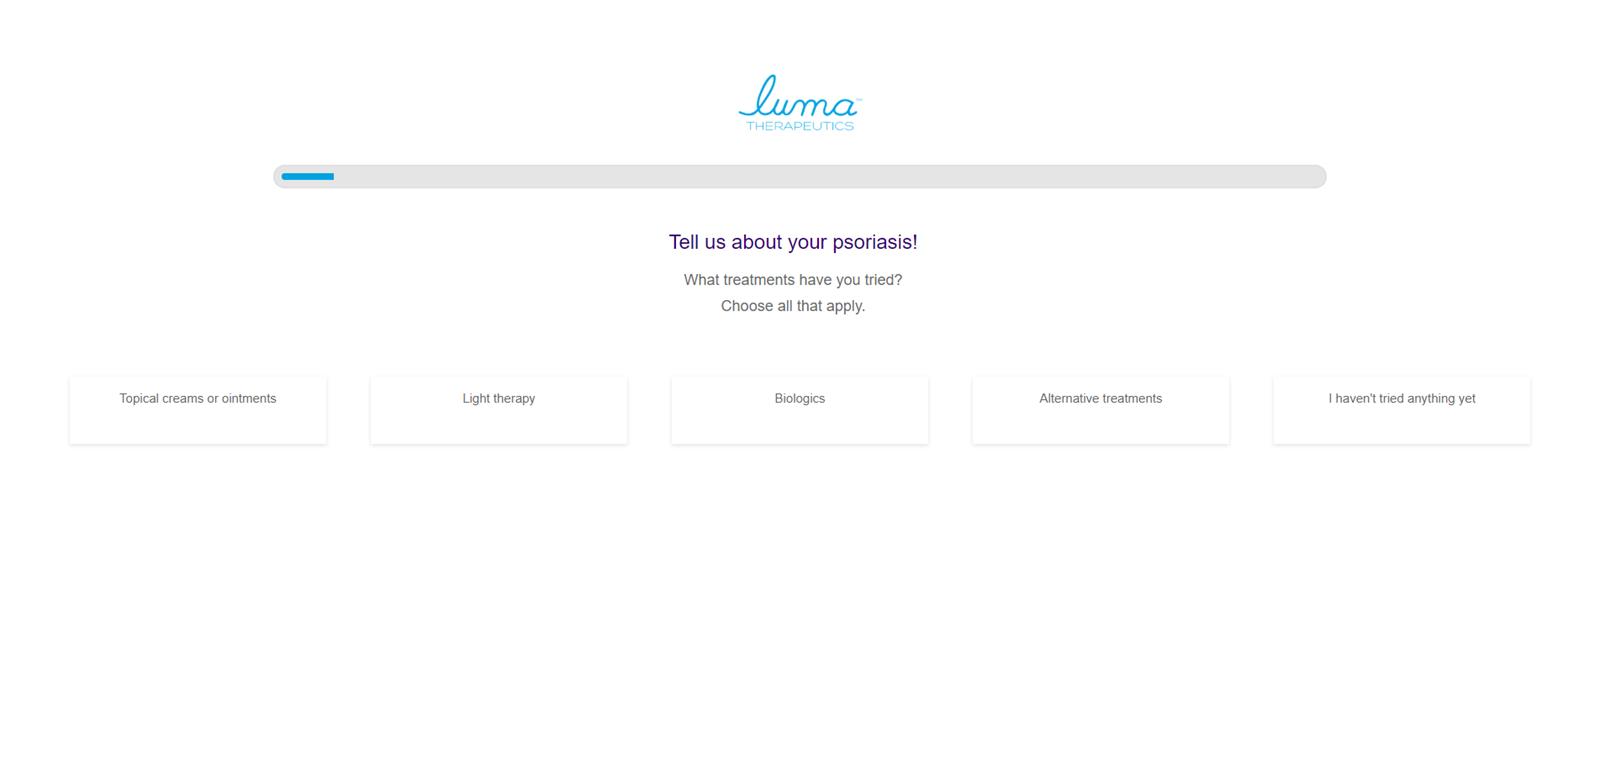 luma™
THERAPEUTICS
Tell us about your psoriasis!
What treatments have you tried?
Choose all that apply.
Topical creams or ointments
Light therapy
Biologics
Alternative treatments
I haven't tried anything yet